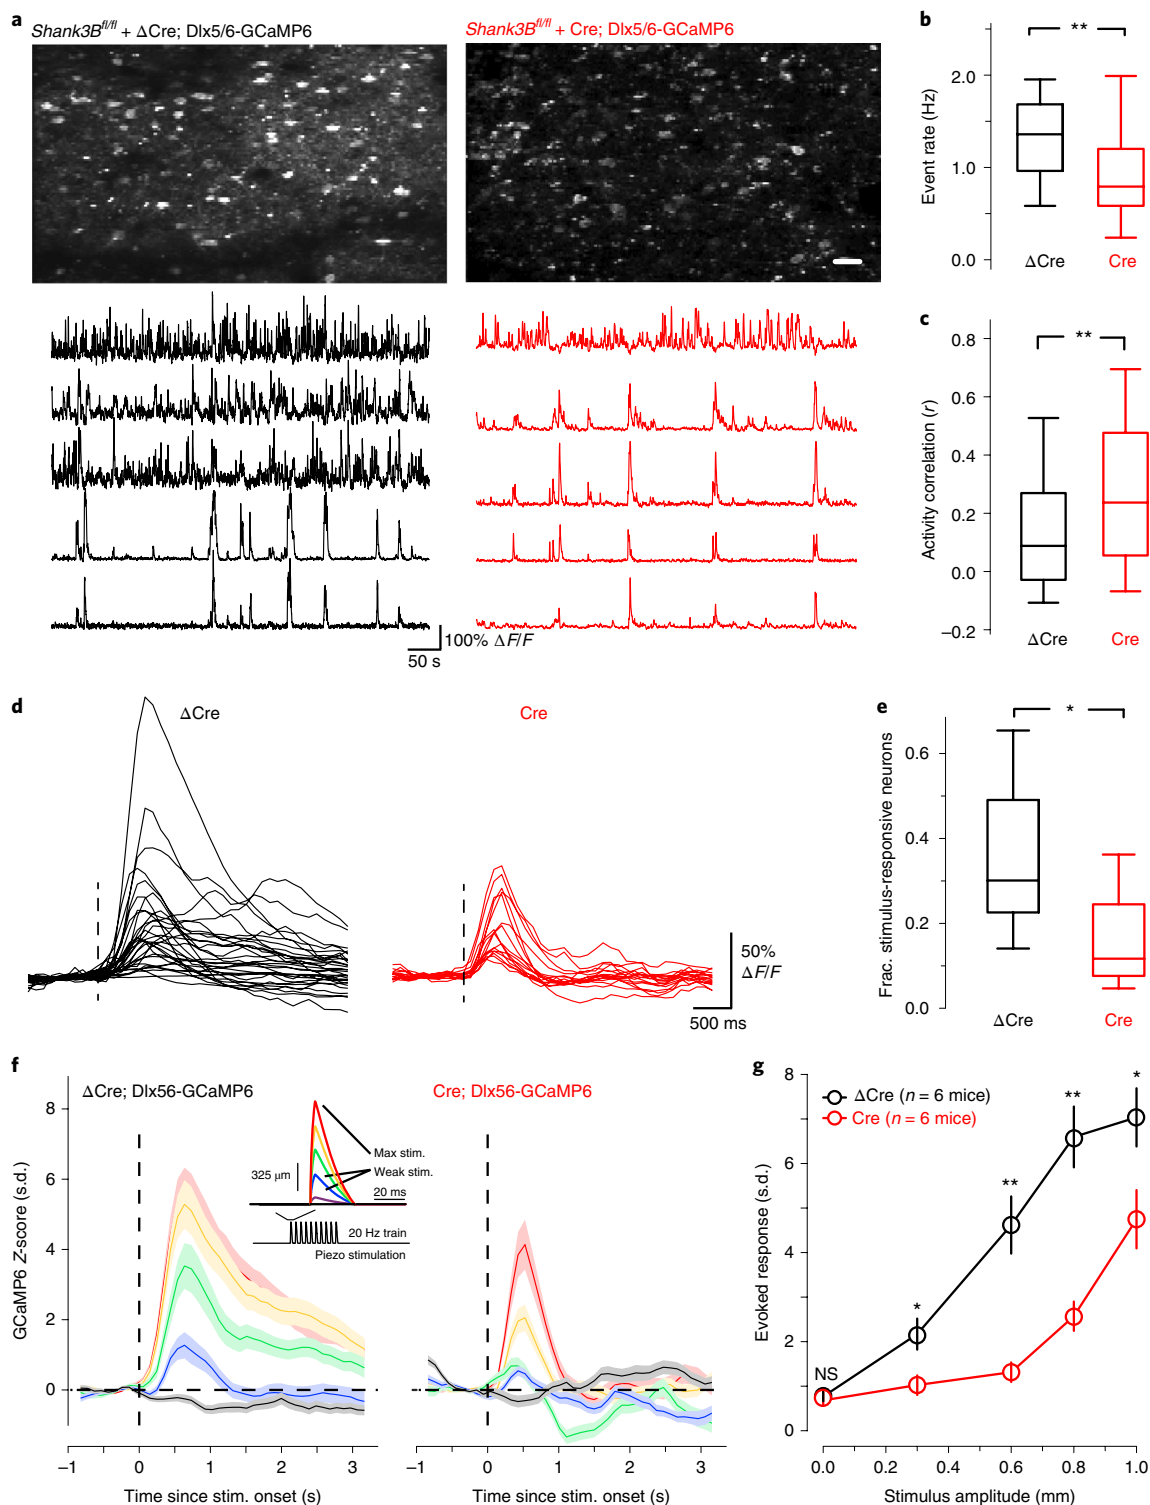 a
Shank3B^fl/fl + ΔCre; Dlx5/6-GCaMP6
Shank3B^fl/fl + Cre; Dlx5/6-GCaMP6
100% ΔF/F
50 s
b
**
Event rate (Hz)
2.0
1.0
0.0
ΔCre
Cre
c
**
Activity correlation (r)
0.8
0.6
0.4
0.2
0.0
–0.2
ΔCre
Cre
d
ΔCre
Cre
50%
ΔF/F
500 ms
e
*
Frac. stimulus-responsive neurons
0.6
0.4
0.2
0.0
ΔCre
Cre
f
ΔCre; Dlx56-GCaMP6
Cre; Dlx56-GCaMP6
GCaMP6 Z-score (s.d.)
8
6
4
2
0
325 μm
Max stim.
Weak stim.
20 ms
20 Hz train
Piezo stimulation
–1
0
1
2
3
Time since stim. onset (s)
–1
0
1
2
3
Time since stim. onset (s)
g
ΔCre (n = 6 mice)
Cre (n = 6 mice)
Evoked response (s.d.)
8
6
4
2
0
NS
*
**
**
*
0.0
0.2
0.4
0.6
0.8
1.0
Stimulus amplitude (mm)